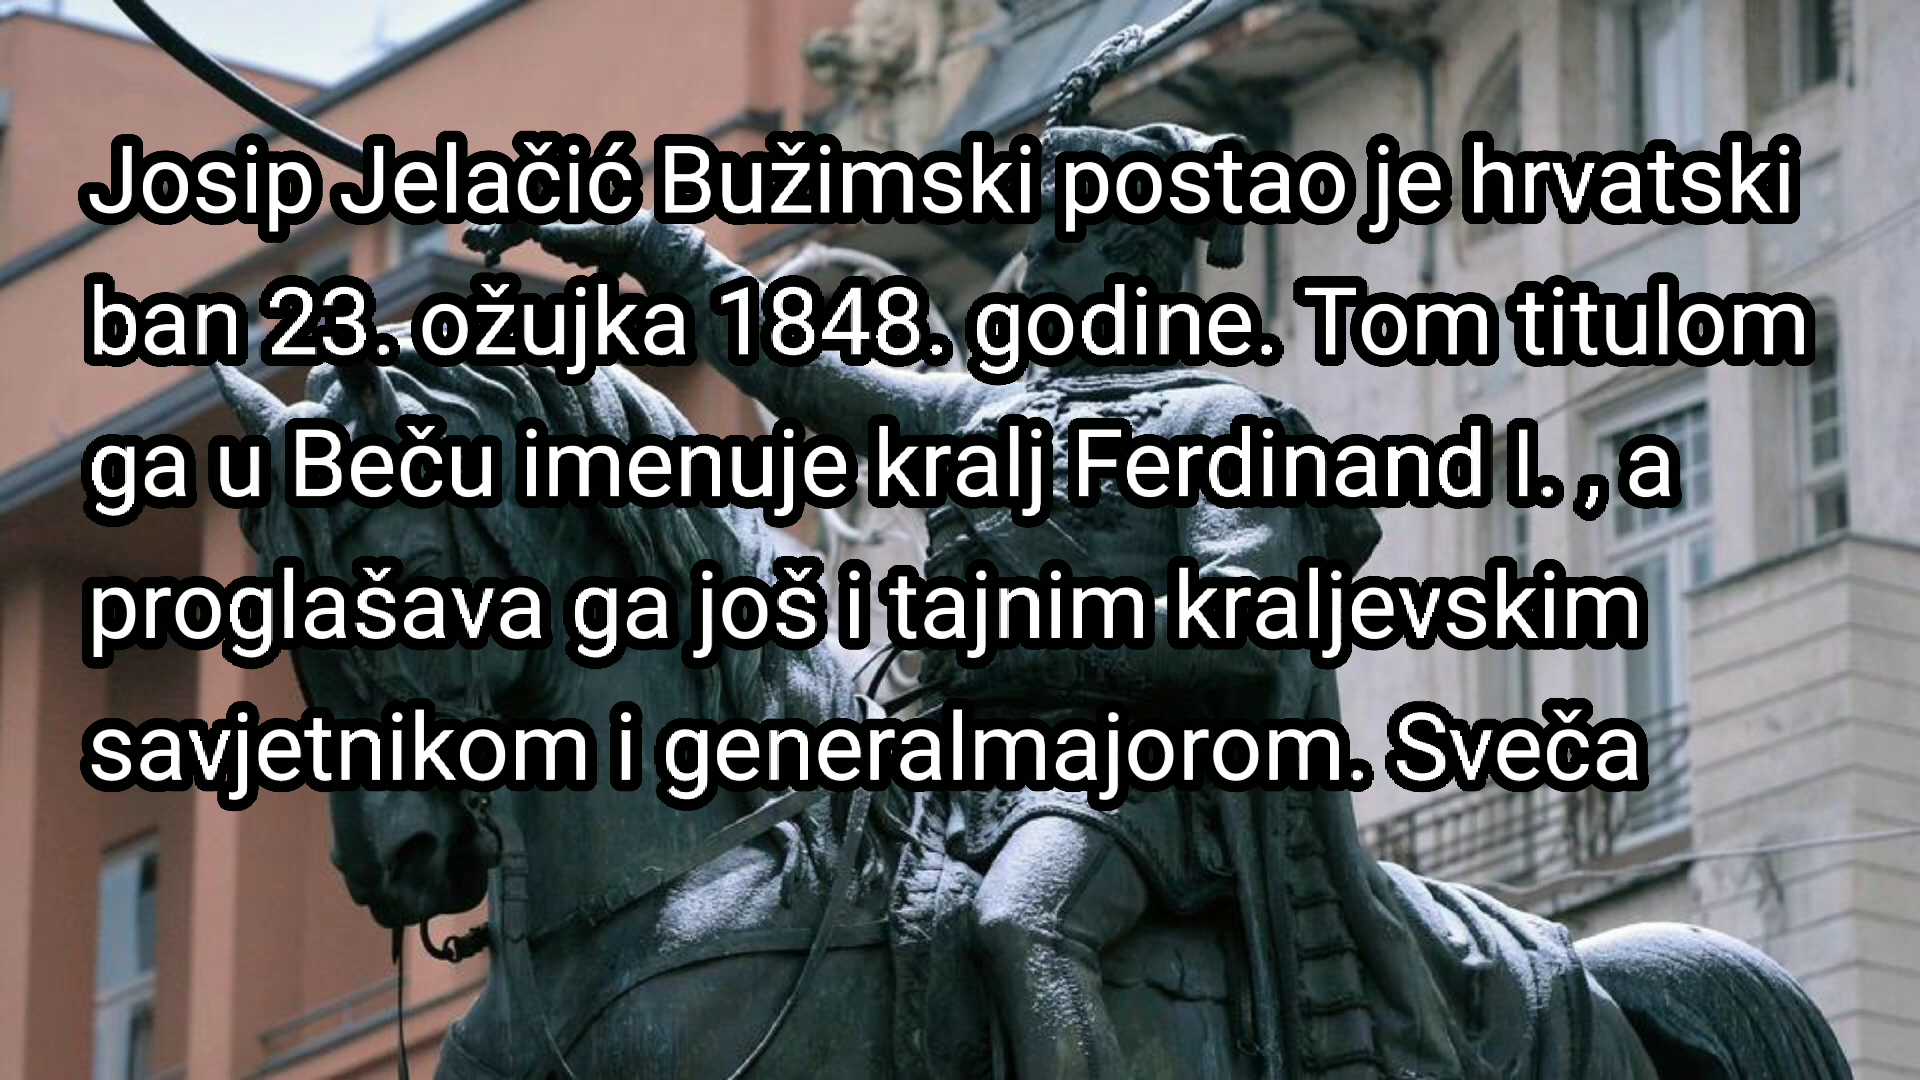 Josip Jelačić Bužimski postao je hrvatski
ban 23. ožujka 1848. godine. Tom titulom
ga u Beču imenuje kralj Ferdinand I. , a
proglašava ga još i tajnim kraljevskim
savjetnikom i generalmajorom. Sveča